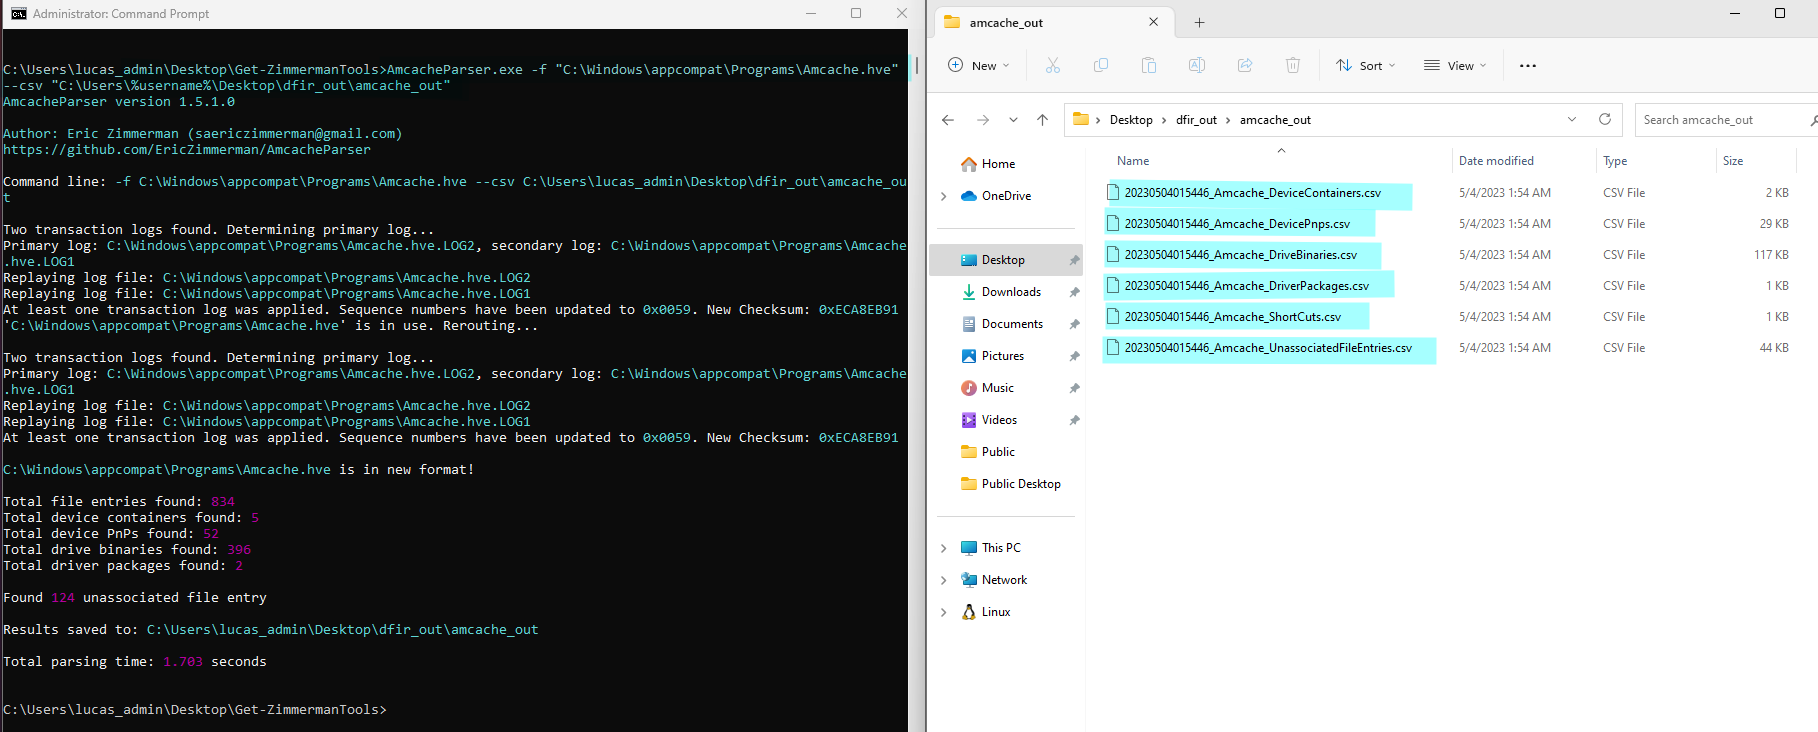 Administrator: Command Prompt
C:\Users\lucas_admin\Desktop\Get-ZimmermanTools>AmcacheParser.exe -f "C:\Windows\appcompat\Programs\Amcache.hve"
--csv "C:\Users\%username%\Desktop\dfir_out\amcache_out"
AmcacheParser version 1.5.1.0
Author: Eric Zimmerman (saericzimmerman@gmail.com)
https://github.com/EricZimmerman/AmcacheParser
Command line: -f C:\Windows\appcompat\Programs\Amcache.hve --csv C:\Users\lucas_admin\Desktop\dfir_out\amcache_ou
t
Two transaction logs found. Determining primary log...
Primary log: C:\Windows\appcompat\Programs\Amcache.hve.LOG2, secondary log: C:\Windows\appcompat\Programs\Amcache
.hve.LOG1
Replaying log file: C:\Windows\appcompat\Programs\Amcache.hve.LOG2
Replaying log file: C:\Windows\appcompat\Programs\Amcache.hve.LOG1
At least one transaction log was applied. Sequence numbers have been updated to 0x0059. New Checksum: 0xECA8EB91
'C:\Windows\appcompat\Programs\Amcache.hve' is in use. Rerouting...
Two transaction logs found. Determining primary log...
Primary log: C:\Windows\appcompat\Programs\Amcache.hve.LOG2, secondary log: C:\Windows\appcompat\Programs\Amcache
.hve.LOG1
Replaying log file: C:\Windows\appcompat\Programs\Amcache.hve.LOG2
Replaying log file: C:\Windows\appcompat\Programs\Amcache.hve.LOG1
At least one transaction log was applied. Sequence numbers have been updated to 0x0059. New Checksum: 0xECA8EB91
C:\Windows\appcompat\Programs\Amcache.hve is in new format!
Total file entries found: 834
Total device containers found: 5
Total device PnPs found: 52
Total drive binaries found: 396
Total driver packages found: 2
Found 124 unassociated file entry
Results saved to: C:\Users\lucas_admin\Desktop\dfir_out\amcache_out
Total parsing time: 1.703 seconds
C:\Users\lucas_admin\Desktop\Get-ZimmermanTools>
amcache_out
New Sort View
Desktop > dfir_out > amcache_out
Search amcache_out
Home
OneDrive
Desktop
Downloads
Documents
Pictures
Music
Videos
Public
Public Desktop
This PC
Network
Linux
Name Date modified Type Size
20230504015446_Amcache_DeviceContainers.csv 5/4/2023 1:54 AM CSV File 2 KB
20230504015446_Amcache_DevicePnps.csv 5/4/2023 1:54 AM CSV File 29 KB
20230504015446_Amcache_DriveBinaries.csv 5/4/2023 1:54 AM CSV File 117 KB
20230504015446_Amcache_DriverPackages.csv 5/4/2023 1:54 AM CSV File 1 KB
20230504015446_Amcache_ShortCuts.csv 5/4/2023 1:54 AM CSV File 1 KB
20230504015446_Amcache_UnassociatedFileEntries.csv 5/4/2023 1:54 AM CSV File 44 KB